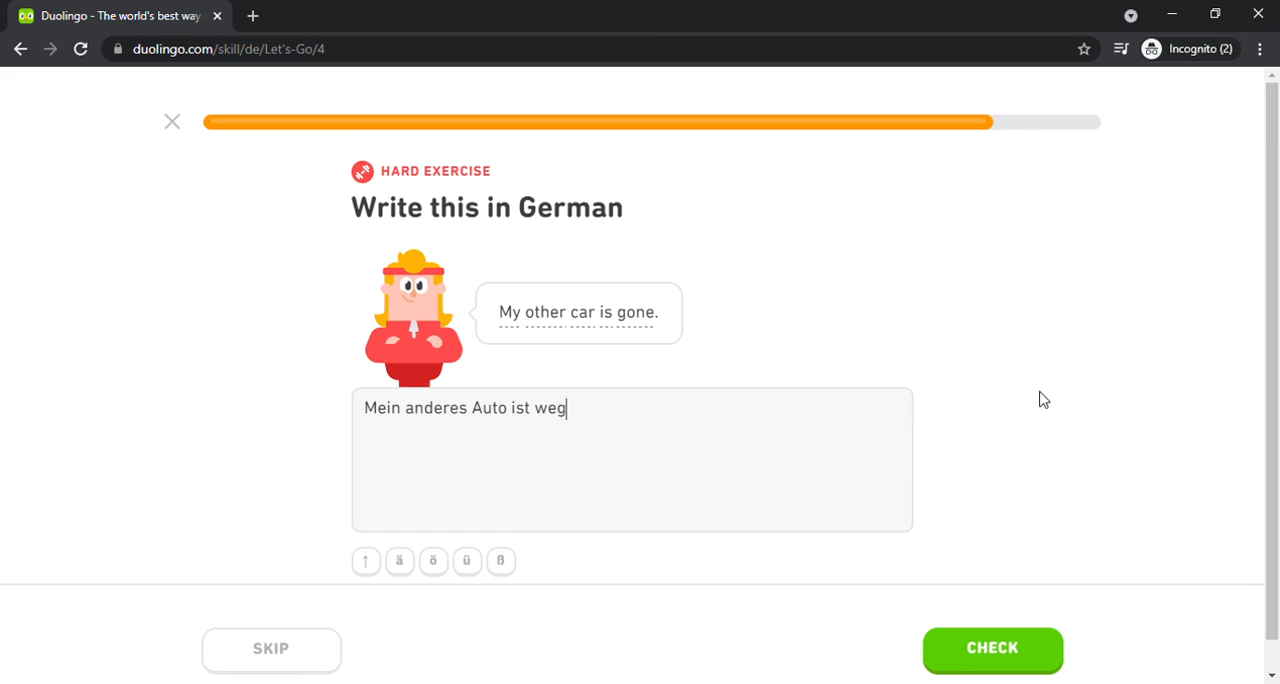 Duolingo - The world's best way
duolingo.com/skill/de/Let's-Go/4
Incognito (2)
HARD EXERCISE
Write this in German
My other car is gone.
Mein anderes Auto ist weg
↑ ä ö ü ß
SKIP
CHECK